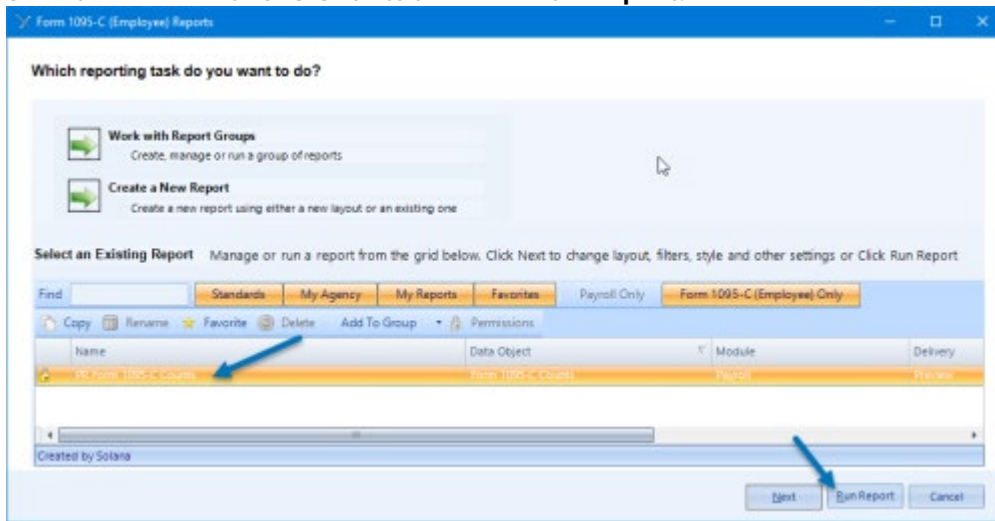 Form 1095-C (Employee) Reports
Which reporting task do you want to do?
Work with Report Groups
Create, manage or run a group of reports
Create a New Report
Create a new report using either a new layout or an existing one
Select an Existing Report Manage or run a report from the grid below. Click Next to change layout, filters, style and other settings or Click Run Report
Find Standards My Agency My Reports Favorites Payroll Only Form 1095-C (Employee) Only
Copy Rename Favorite Delete Add To Group Permissions
Name Data Object Module Delivery
PR Form 1095-C Counts Form 1095-C Counts Payroll Preview
Created by Solana
Next Run Report Cancel